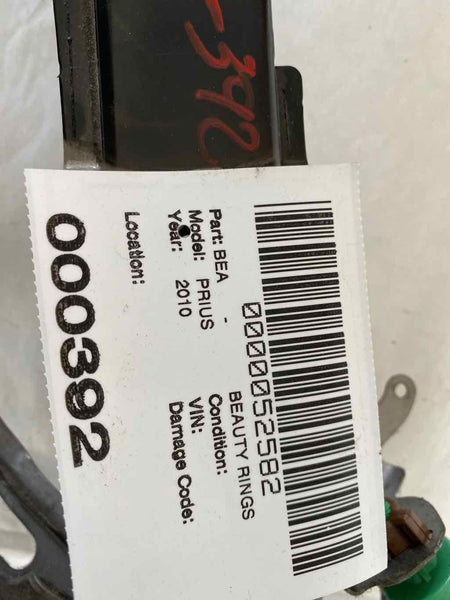 -392
0000052582
Part: BEA - BEAUTY RINGS
Model: PRIUS Condition:
Year: 2010 VIN:
Damage Code:
Location:
000392